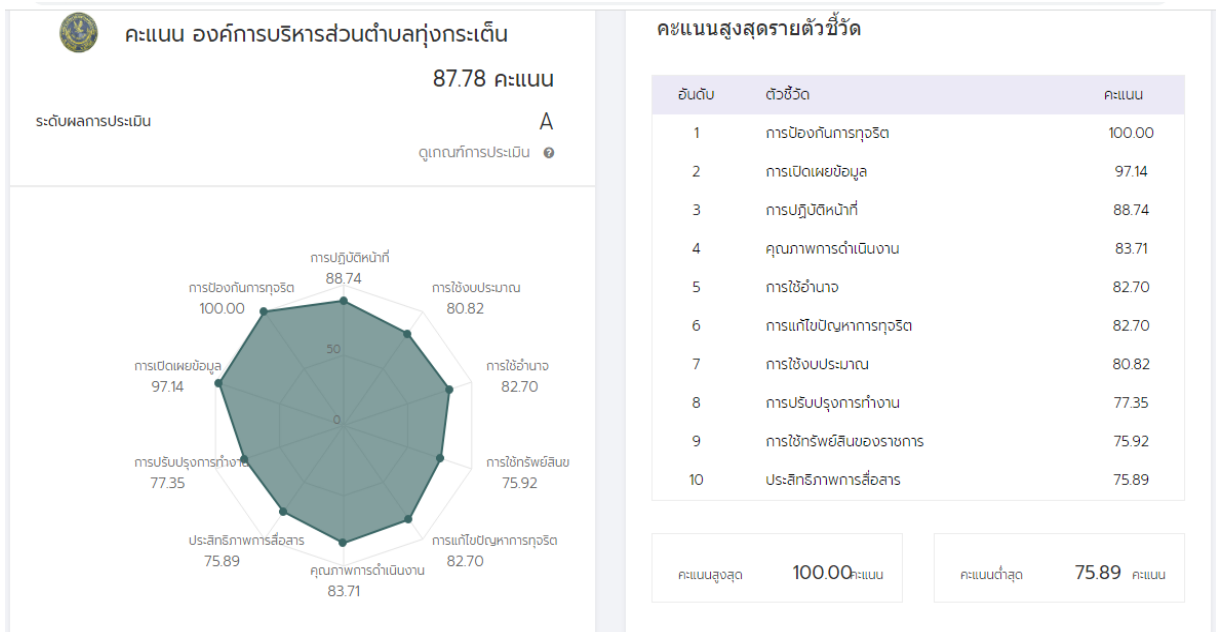 คะแนน องค์การบริหารส่วนตำบลทุ่งกระเต็น
87.78 คะแนน
ระดับผลการประเมิน A
ดูเกณฑ์การประเมิน
การปฏิบัติหน้าที่
88.74
การป้องกันการทุจริต
100.00
การใช้งบประมาณ
80.82
50
การเปิดเผยข้อมูล
97.14
การใช้อำนาจ
82.70
0
การปรับปรุงการทำงาน
77.35
การใช้ทรัพย์สินข
75.92
ประสิทธิภาพการสื่อสาร
75.89
การแก้ไขปัญหาการทุจริต
82.70
คุณภาพการดำเนินงาน
83.71
คะแนนสูงสุดรายตัวชี้วัด
อันดับ ตัวชี้วัด คะแนน
1 การป้องกันการทุจริต 100.00
2 การเปิดเผยข้อมูล 97.14
3 การปฏิบัติหน้าที่ 88.74
4 คุณภาพการดำเนินงาน 83.71
5 การใช้อำนาจ 82.70
6 การแก้ไขปัญหาการทุจริต 82.70
7 การใช้งบประมาณ 80.82
8 การปรับปรุงการทำงาน 77.35
9 การใช้ทรัพย์สินของราชการ 75.92
10 ประสิทธิภาพการสื่อสาร 75.89
คะแนนสูงสุด 100.00 คะแนน
คะแนนต่ำสุด 75.89 คะแนน